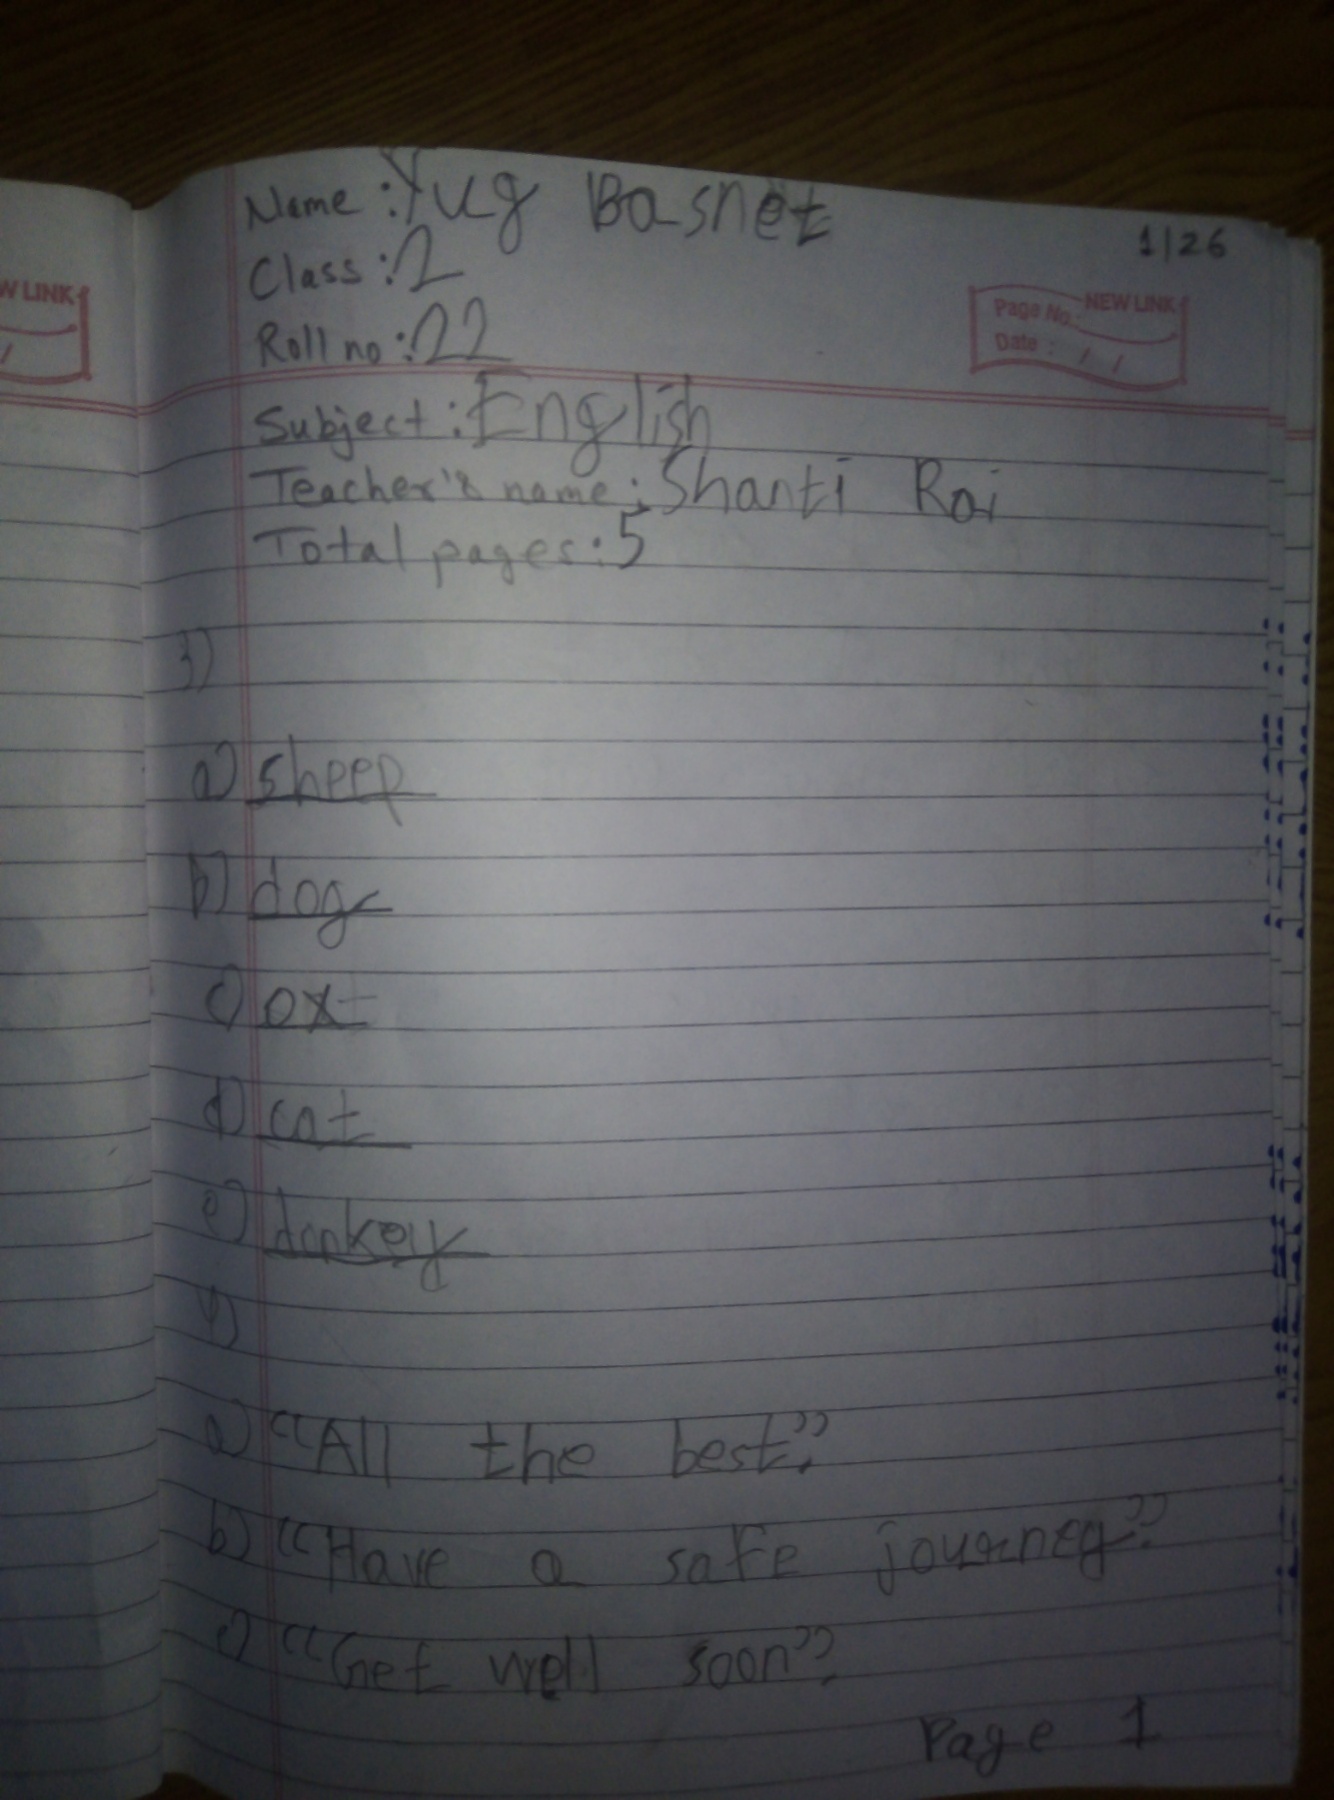 Name : Yug Basnet
1/26
Class : 2
Roll no : 22
W LINK
Page No.: NEW LINK
Date : / /
Subject : English
Teacher's name : Shanti Rai
Total pages : 5
3)
a) sheep
b) dog
c) ox
d) cat
e) donkey
4)
a) “All the best”.
b) “Have a safe journey”.
c) “Get well soon”.
Page 1